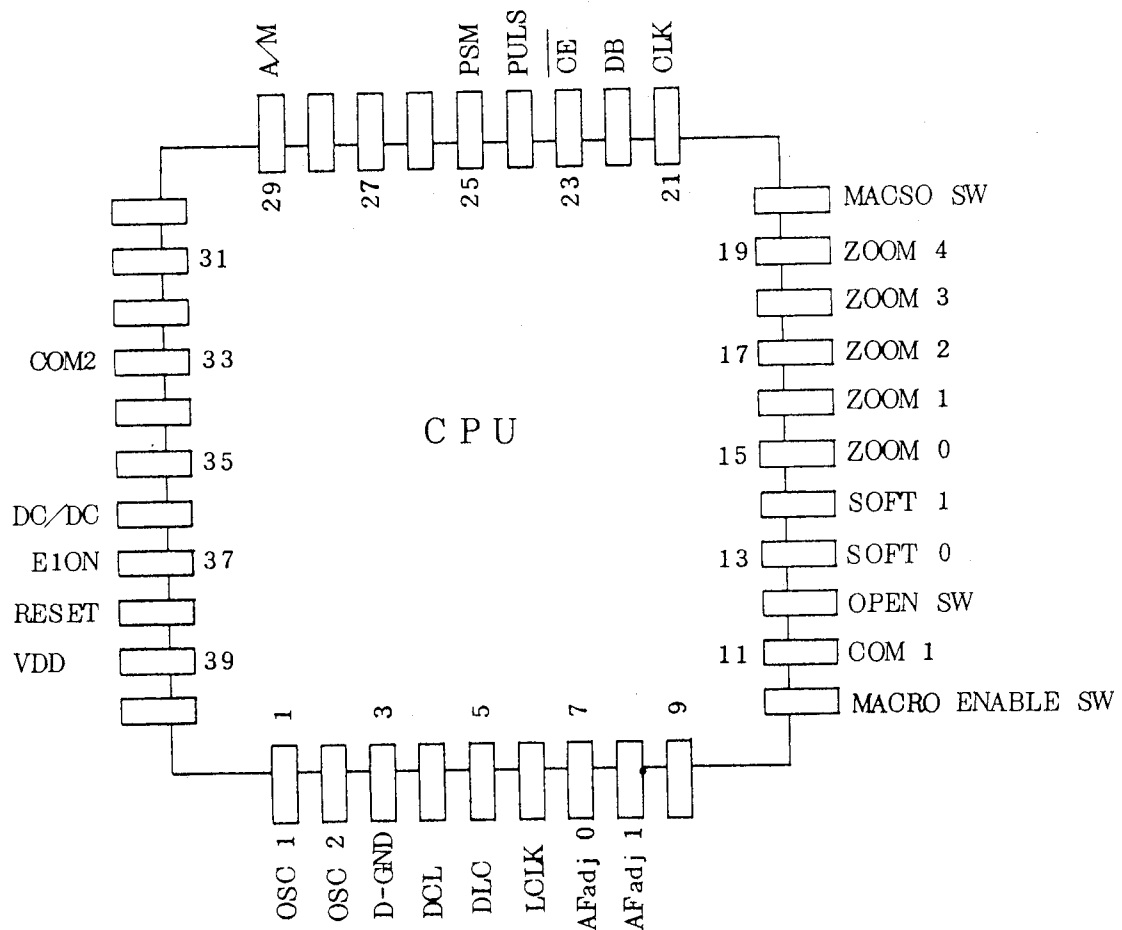 A/M
PSM
PULS
CE
DB
CLK
29
27
25
23
21
MACSO SW
31
19
ZOOM 4
ZOOM 3
COM2
33
17
ZOOM 2
ZOOM 1
CPU
35
15
ZOOM 0
DC/DC
SOFT 1
E1ON
37
13
SOFT 0
RESET
OPEN SW
VDD
39
11
COM 1
MACRO ENABLE SW
1
3
5
7
9
OSC 1
OSC 2
D-GND
DCL
DLC
LCLK
AFadj 0
AFadj 1